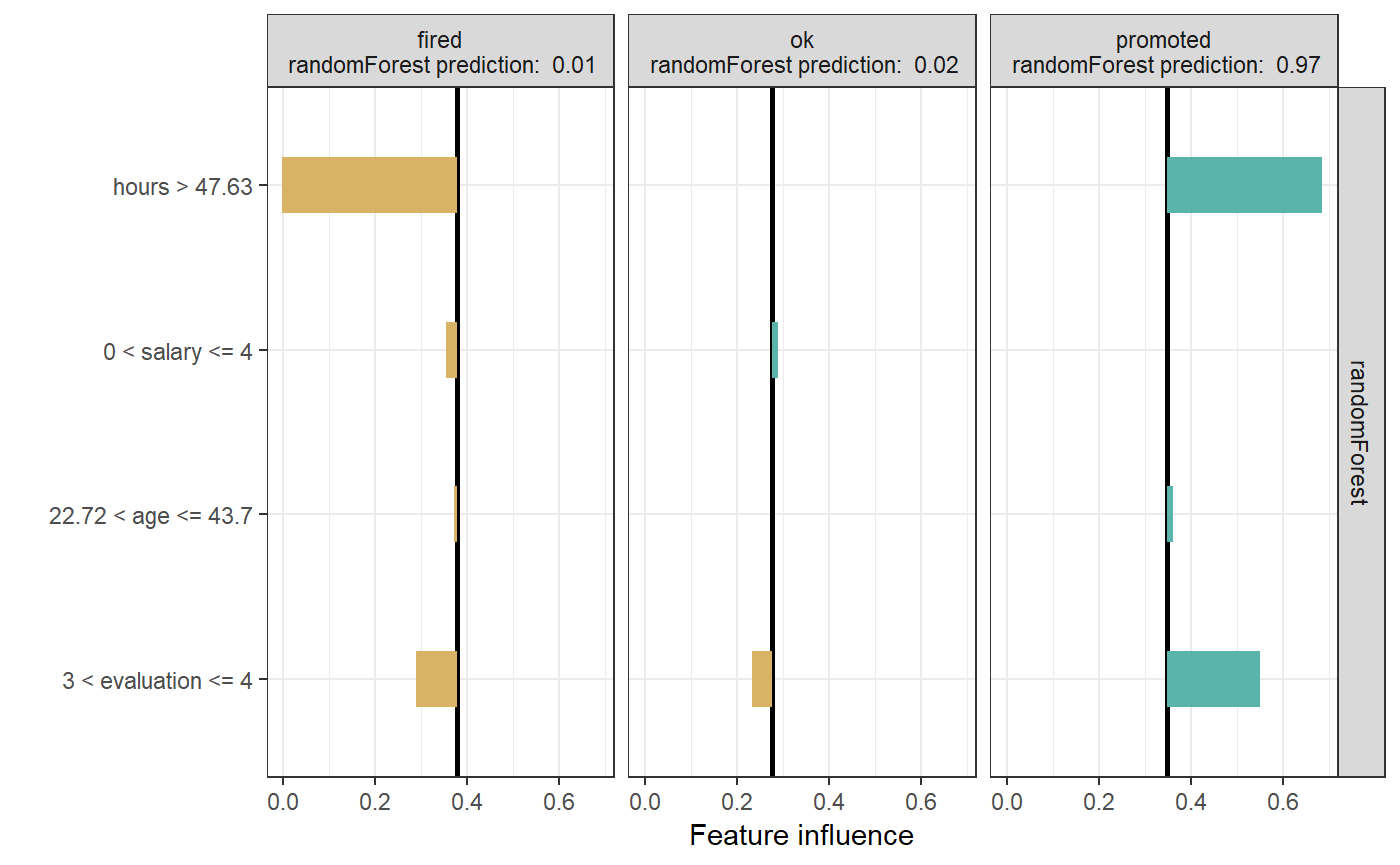 fired
randomForest prediction:  0.01
ok
randomForest prediction:  0.02
promoted
randomForest prediction:  0.97
hours > 47.63
0 < salary <= 4
22.72 < age <= 43.7
3 < evaluation <= 4
randomForest
0.0 0.2 0.4 0.6
0.0 0.2 0.4 0.6
0.0 0.2 0.4 0.6
Feature influence